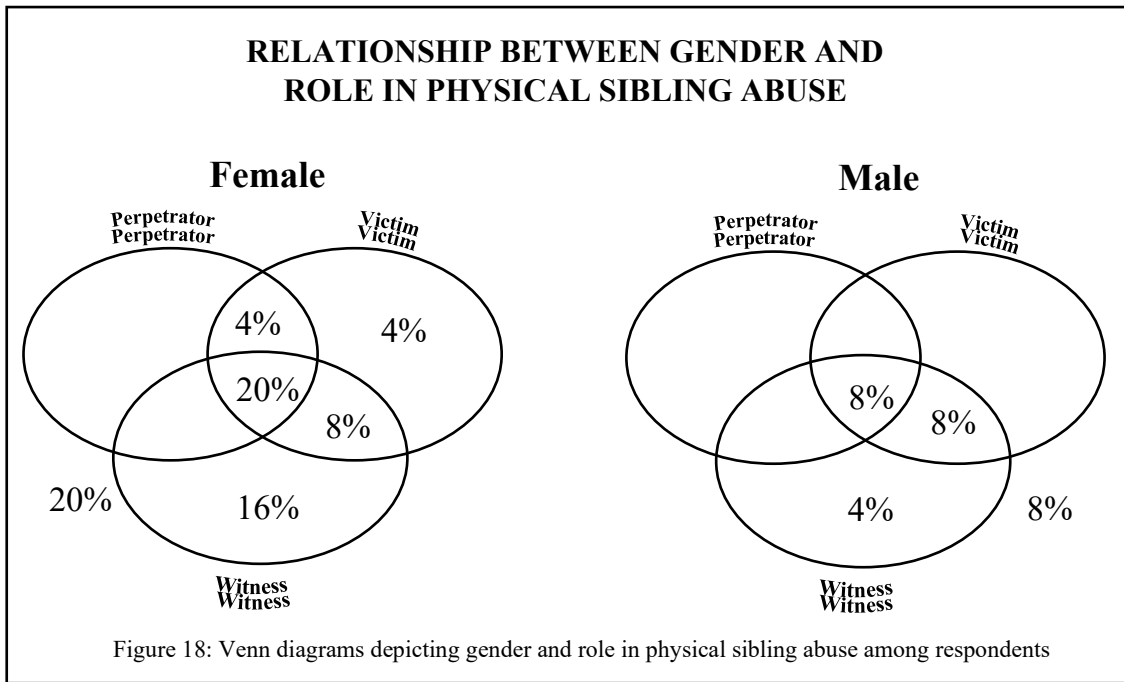 RELATIONSHIP BETWEEN GENDER AND
ROLE IN PHYSICAL SIBLING ABUSE
Female
Perpetrator
Perpetrator
Victim
Victim
4%
4%
20%
8%
20%
16%
Witness
Witness
Male
Perpetrator
Perpetrator
Victim
Victim
8%
8%
4%
8%
Witness
Witness
Figure 18: Venn diagrams depicting gender and role in physical sibling abuse among respondents